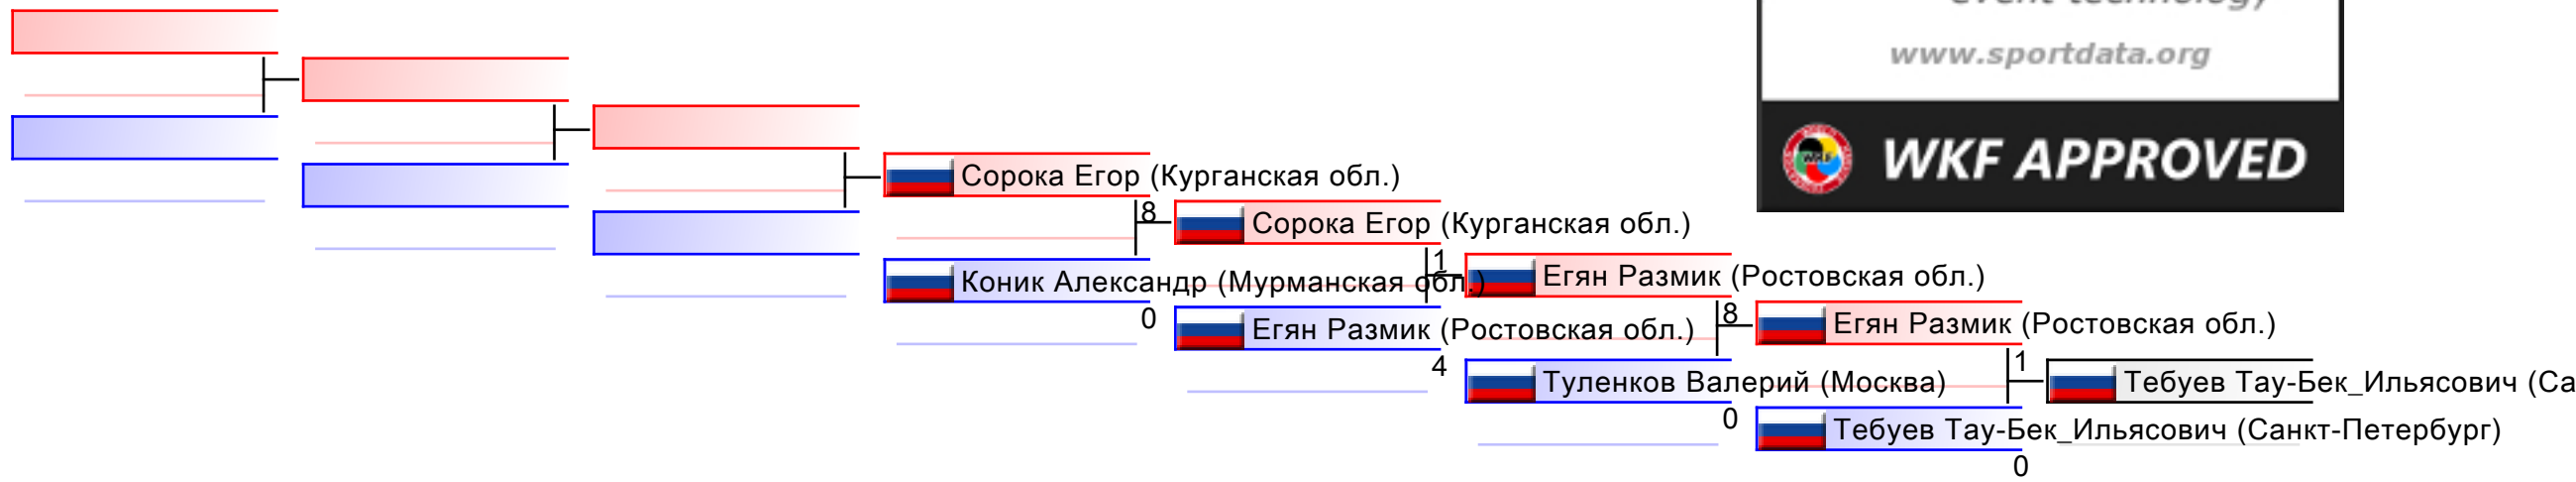 event technology
www.sportdata.org
WKF APPROVED
Сорока Егор (Курганская обл.)
8
Сорока Егор (Курганская обл.)
Коник Александр (Мурманская обл.)
0
1
Егян Размик (Ростовская обл.)
Егян Размик (Ростовская обл.)
4
8
Егян Размик (Ростовская обл.)
Туленков Валерий (Москва)
0
1
Тебуев Тау-Бек_Ильясович (Са
Тебуев Тау-Бек_Ильясович (Санкт-Петербург)
0